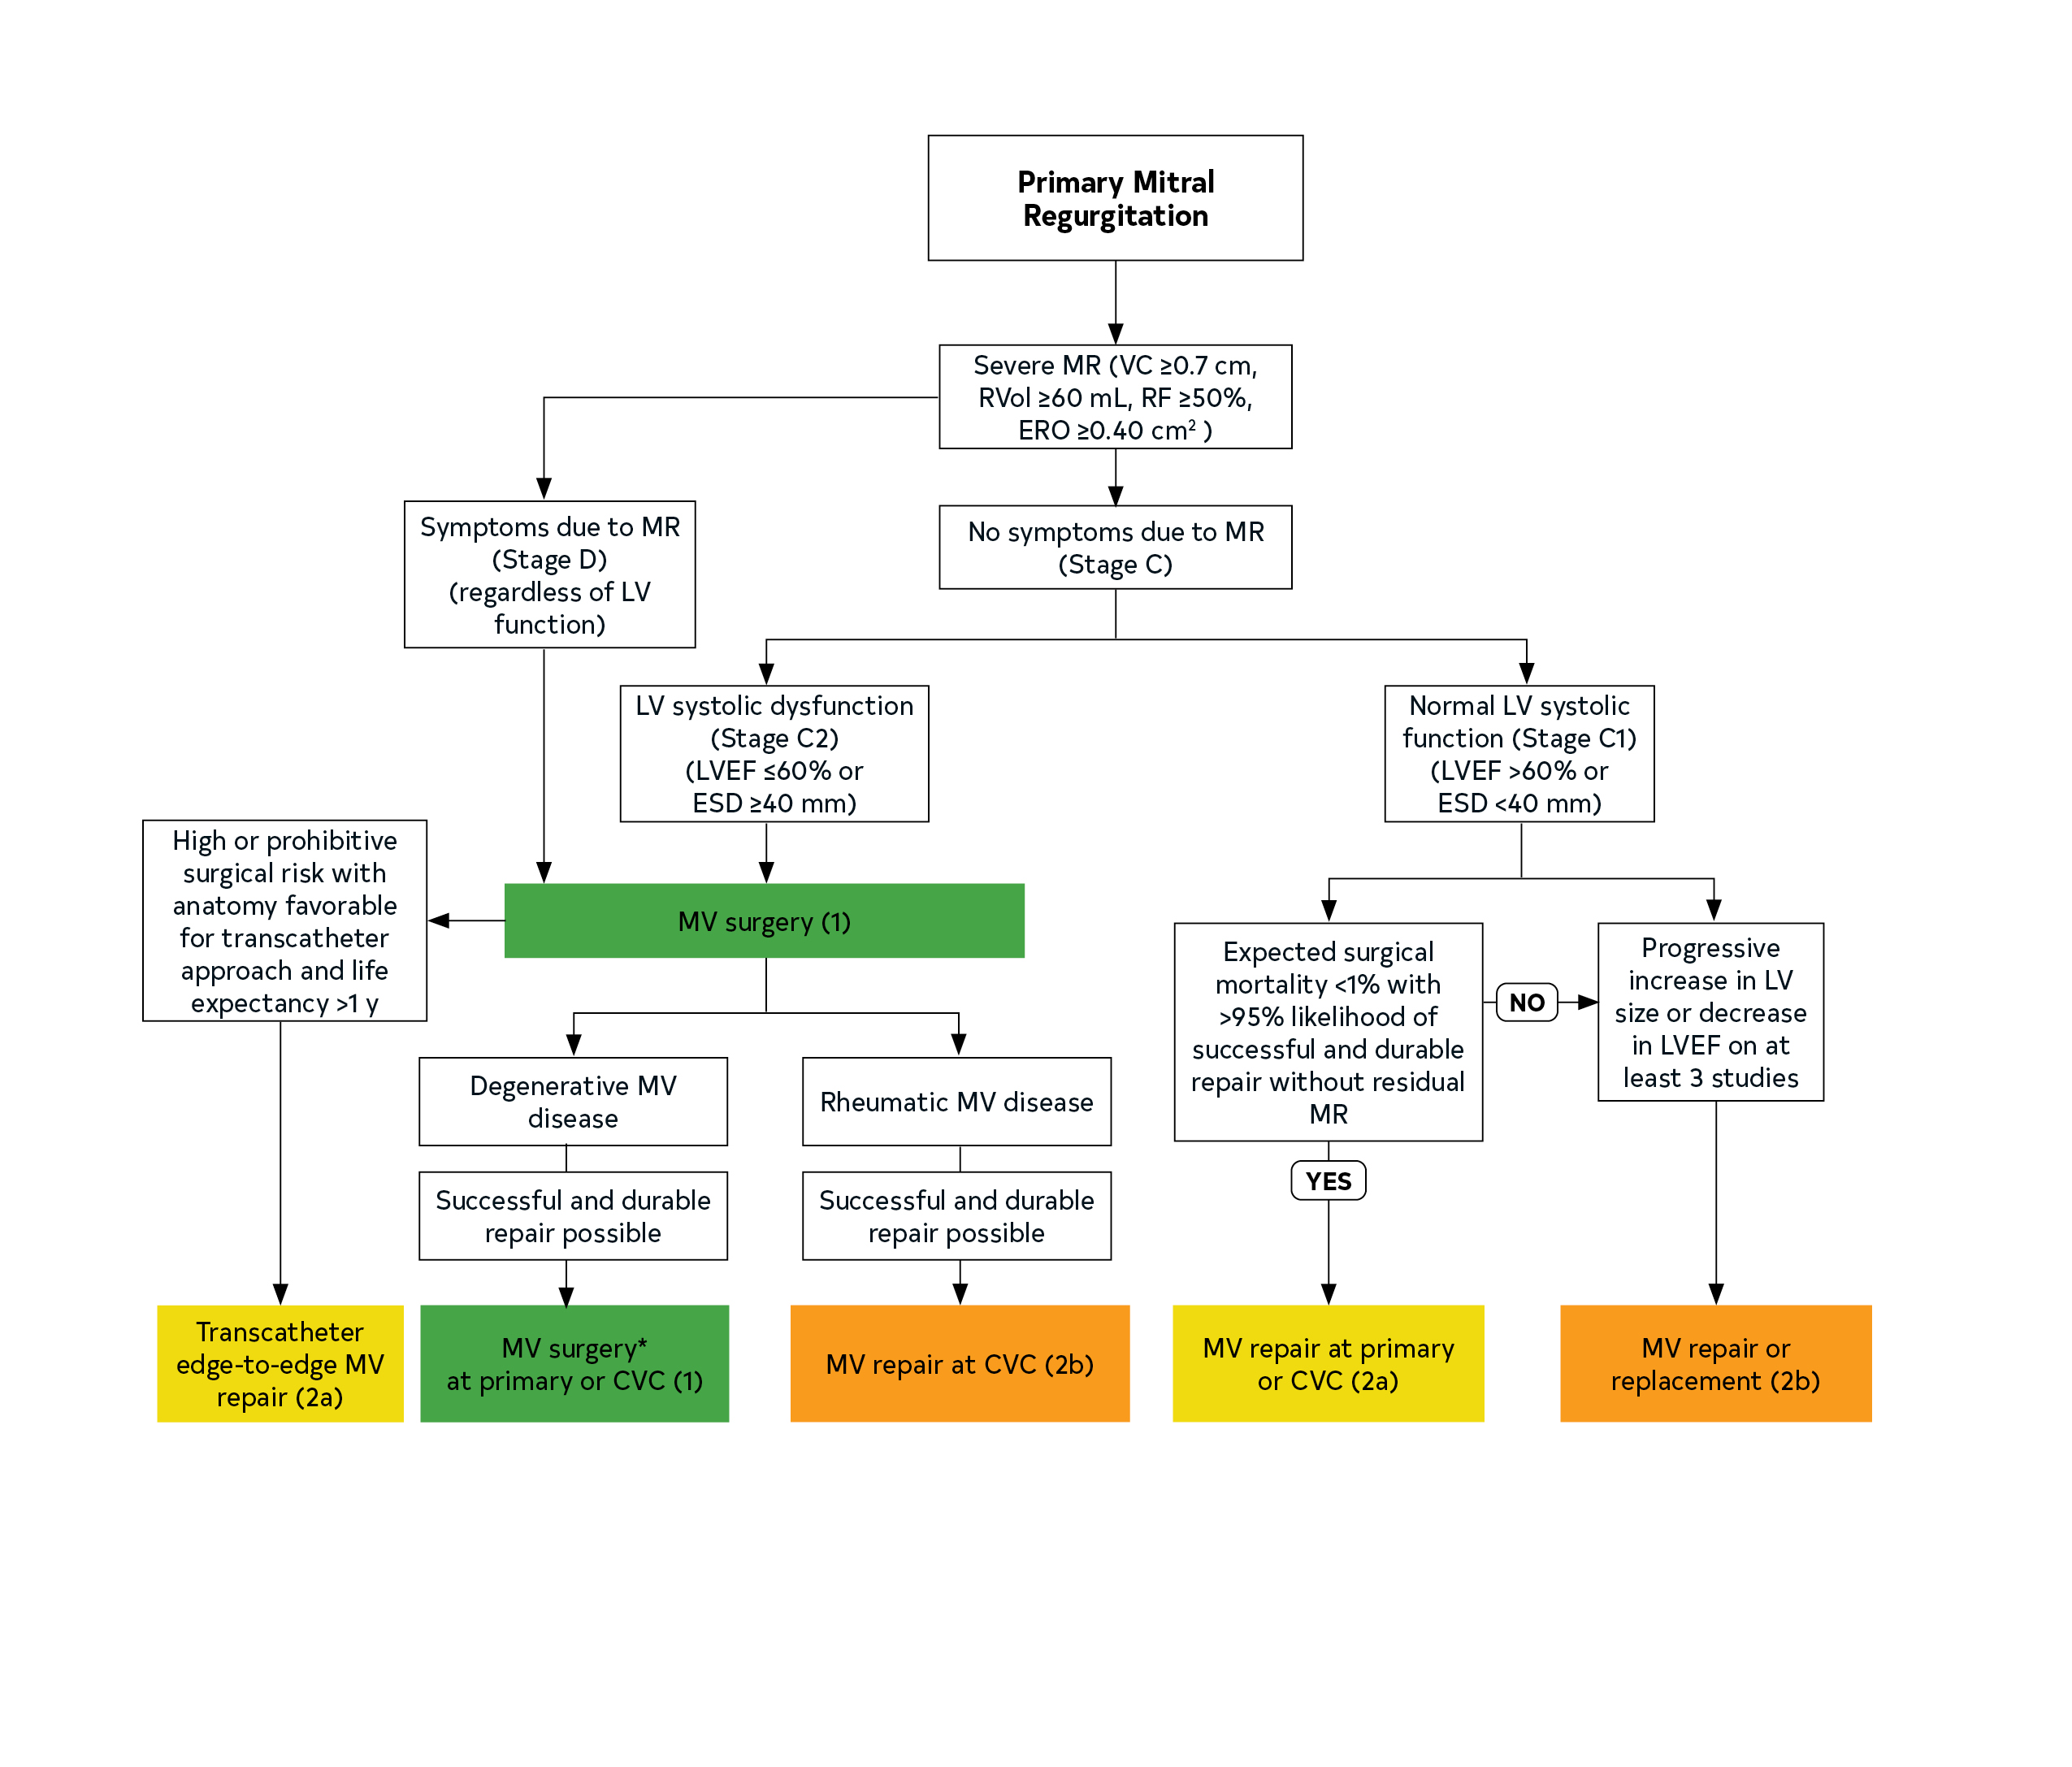 Primary Mitral
Regurgitation
Severe MR (VC ≥0.7 cm,
RVol ≥60 mL, RF ≥50%,
ERO ≥0.40 cm² )
Symptoms due to MR
(Stage D)
(regardless of LV
function)
No symptoms due to MR
(Stage C)
LV systolic dysfunction
(Stage C2)
(LVEF ≤60% or
ESD ≥40 mm)
Normal LV systolic
function (Stage C1)
(LVEF >60% or
ESD <40 mm)
High or prohibitive
surgical risk with
anatomy favorable
for transcatheter
approach and life
expectancy >1 y
MV surgery (1)
Expected surgical
mortality <1% with
>95% likelihood of
successful and durable
repair without residual
MR
NO
Progressive
increase in LV
size or decrease
in LVEF on at
least 3 studies
Degenerative MV
disease
Rheumatic MV disease
Successful and durable
repair possible
Successful and durable
repair possible
YES
Transcatheter
edge-to-edge MV
repair (2a)
MV surgery*
at primary or CVC (1)
MV repair at CVC (2b)
MV repair at primary
or CVC (2a)
MV repair or
replacement (2b)